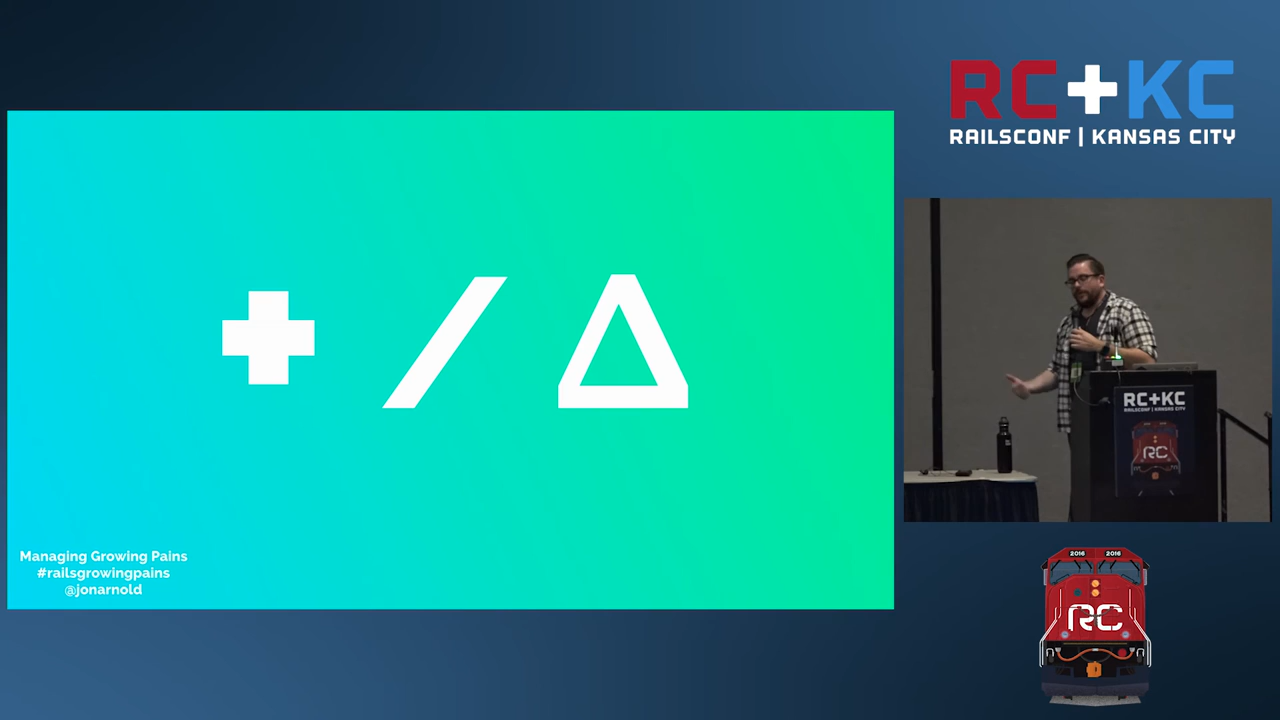 + / Δ
Managing Growing Pains
#railsgrowingpains
@jonarnold
RC+KC
RAILSCONF | KANSAS CITY
RC+KC
RAILSCONF | KANSAS CITY
RC
2016 2016
RC